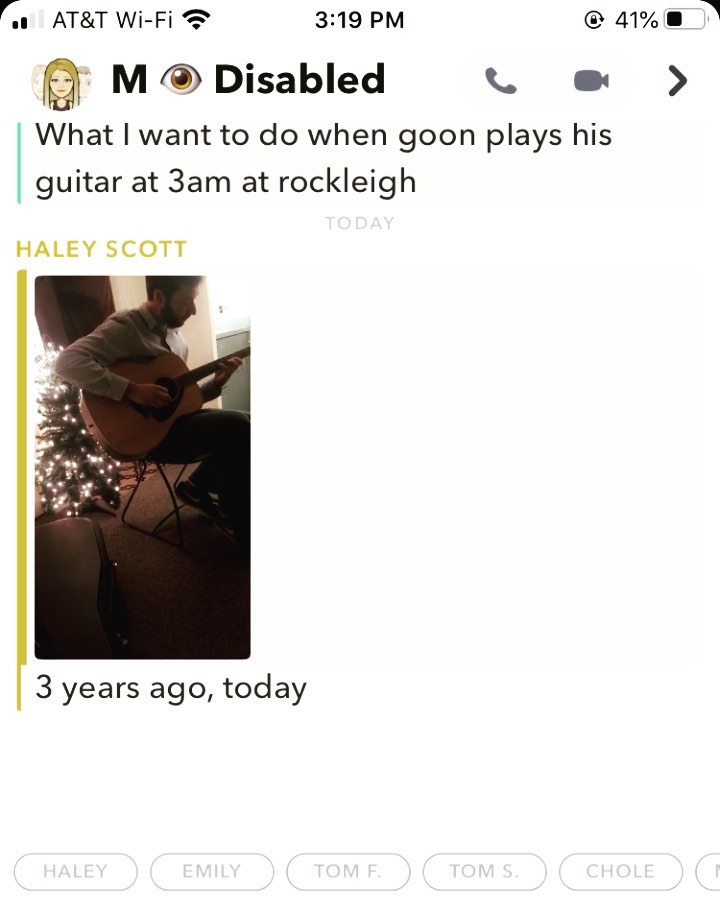 AT&T Wi-Fi 3:19 PM 41%
M 👁 Disabled
What I want to do when goon plays his
guitar at 3am at rockleigh
TODAY
HALEY SCOTT
3 years ago, today
HALEY EMILY TOM F. TOM S. CHOLE